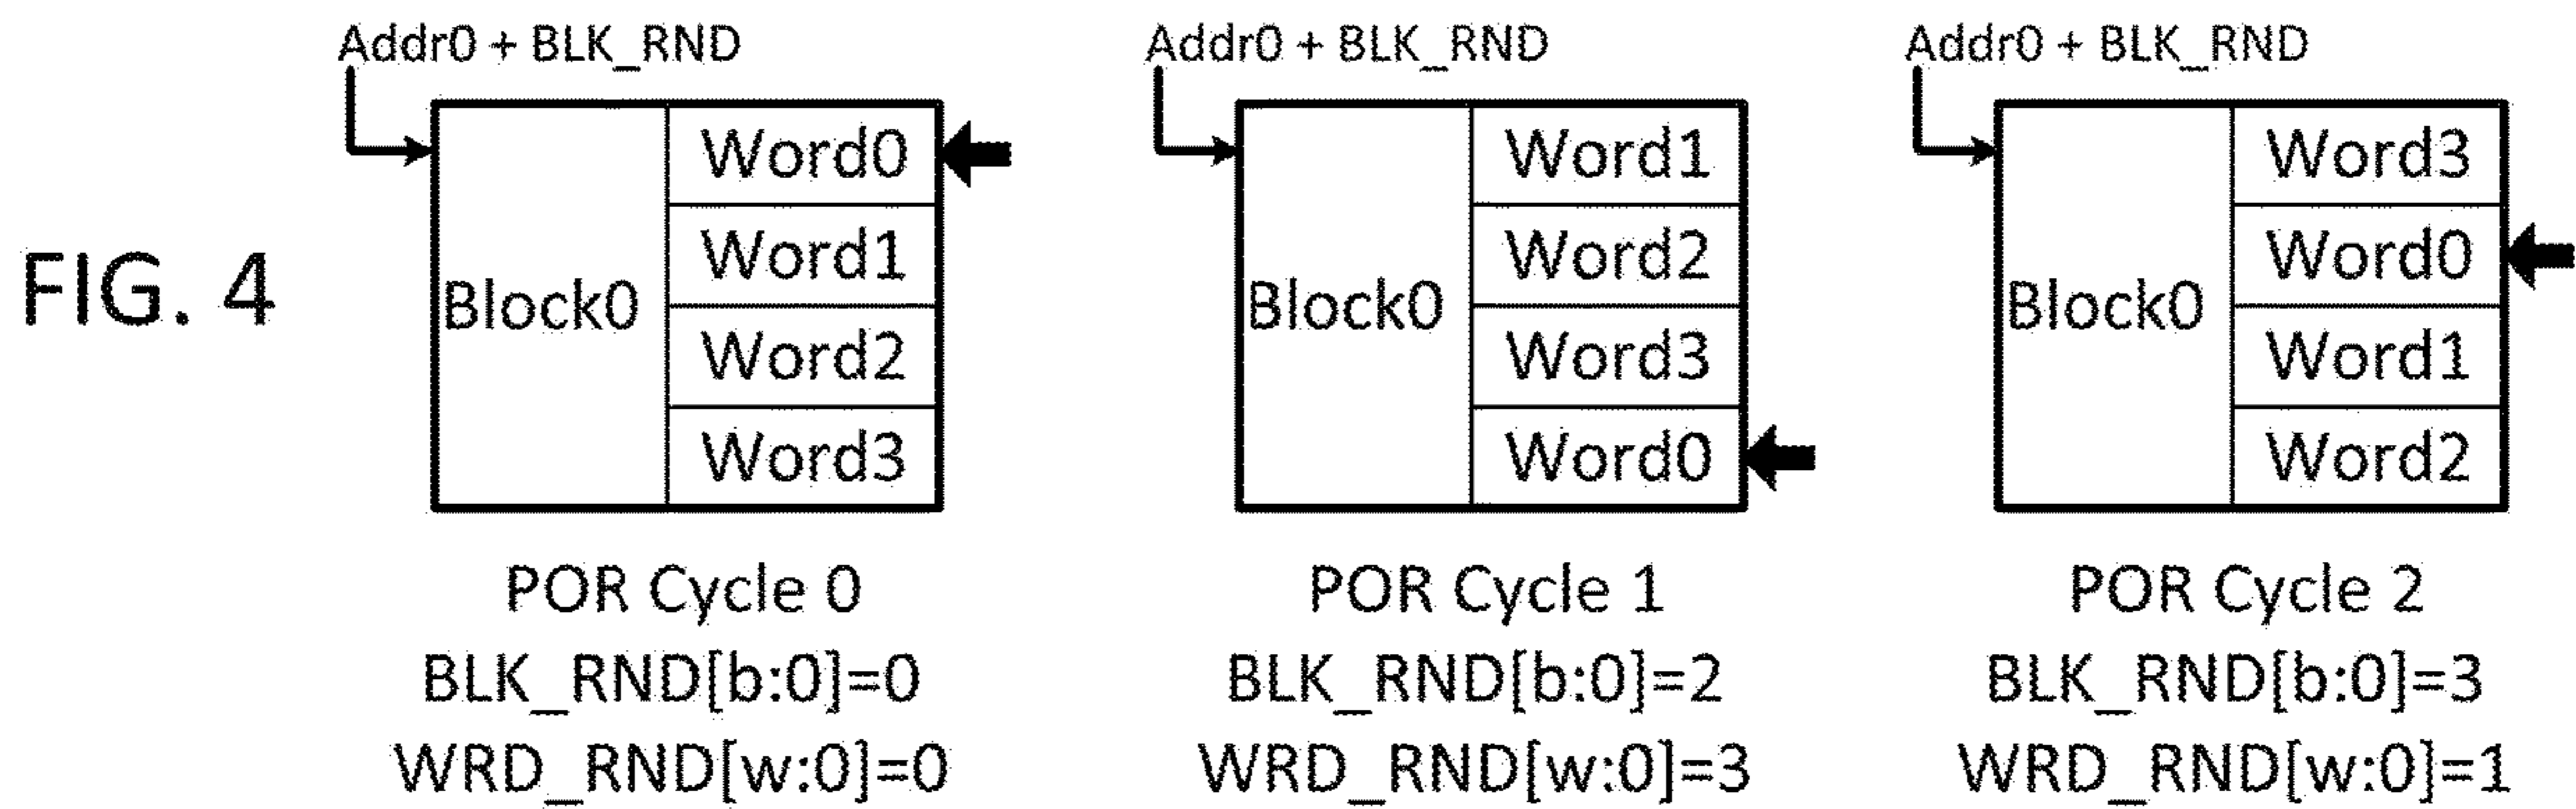 FIG. 4
Addr0 + BLK_RND
Block0
Word0
Word1
Word2
Word3
POR Cycle 0
BLK_RND[b:0]=0
WRD_RND[w:0]=0
Addr0 + BLK_RND
Block0
Word1
Word2
Word3
Word0
POR Cycle 1
BLK_RND[b:0]=2
WRD_RND[w:0]=3
Addr0 + BLK_RND
Block0
Word3
Word0
Word1
Word2
POR Cycle 2
BLK_RND[b:0]=3
WRD_RND[w:0]=1